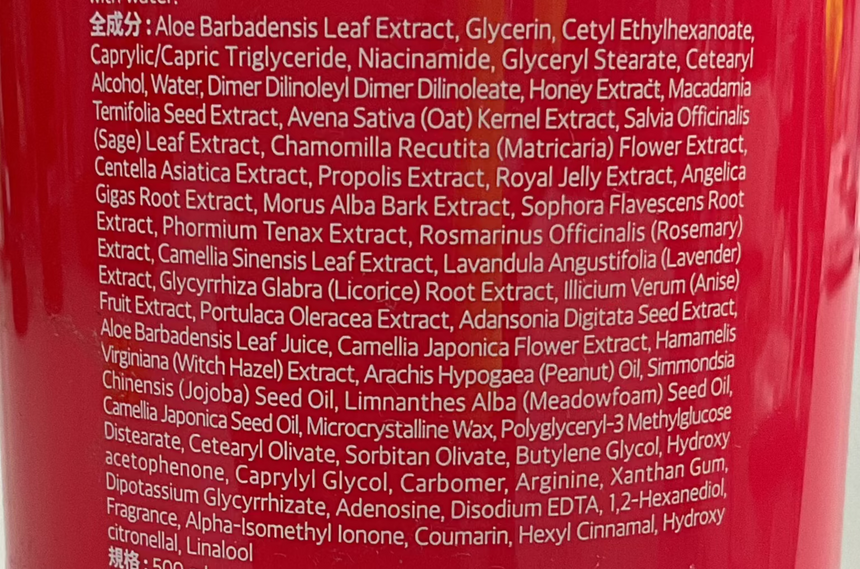 with water.
全成分 : Aloe Barbadensis Leaf Extract, Glycerin, Cetyl Ethylhexanoate,
Caprylic/Capric Triglyceride, Niacinamide, Glyceryl Stearate, Cetearyl
Alcohol, Water, Dimer Dilinoleyl Dimer Dilinoleate, Honey Extract, Macadamia
Ternifolia Seed Extract, Avena Sativa (Oat) Kernel Extract, Salvia Officinalis
(Sage) Leaf Extract, Chamomilla Recutita (Matricaria) Flower Extract,
Centella Asiatica Extract, Propolis Extract, Royal Jelly Extract, Angelica
Gigas Root Extract, Morus Alba Bark Extract, Sophora Flavescens Root
Extract, Phormium Tenax Extract, Rosmarinus Officinalis (Rosemary)
Extract, Camellia Sinensis Leaf Extract, Lavandula Angustifolia (Lavender)
Extract, Glycyrrhiza Glabra (Licorice) Root Extract, Illicium Verum (Anise)
Fruit Extract, Portulaca Oleracea Extract, Adansonia Digitata Seed Extract,
Aloe Barbadensis Leaf Juice, Camellia Japonica Flower Extract, Hamamelis
Virginiana (Witch Hazel) Extract, Arachis Hypogaea (Peanut) Oil, Simmondsia
Chinensis (Jojoba) Seed Oil, Limnanthes Alba (Meadowfoam) Seed Oil,
Camellia Japonica Seed Oil, Microcrystalline Wax, Polyglyceryl-3 Methylglucose
Distearate, Cetearyl Olivate, Sorbitan Olivate, Butylene Glycol, Hydroxy
acetophenone, Caprylyl Glycol, Carbomer, Arginine, Xanthan Gum,
Dipotassium Glycyrrhizate, Adenosine, Disodium EDTA, 1,2-Hexanediol,
Fragrance, Alpha-Isomethyl Ionone, Coumarin, Hexyl Cinnamal, Hydroxy
citronellal, Linalool
規格 : 500